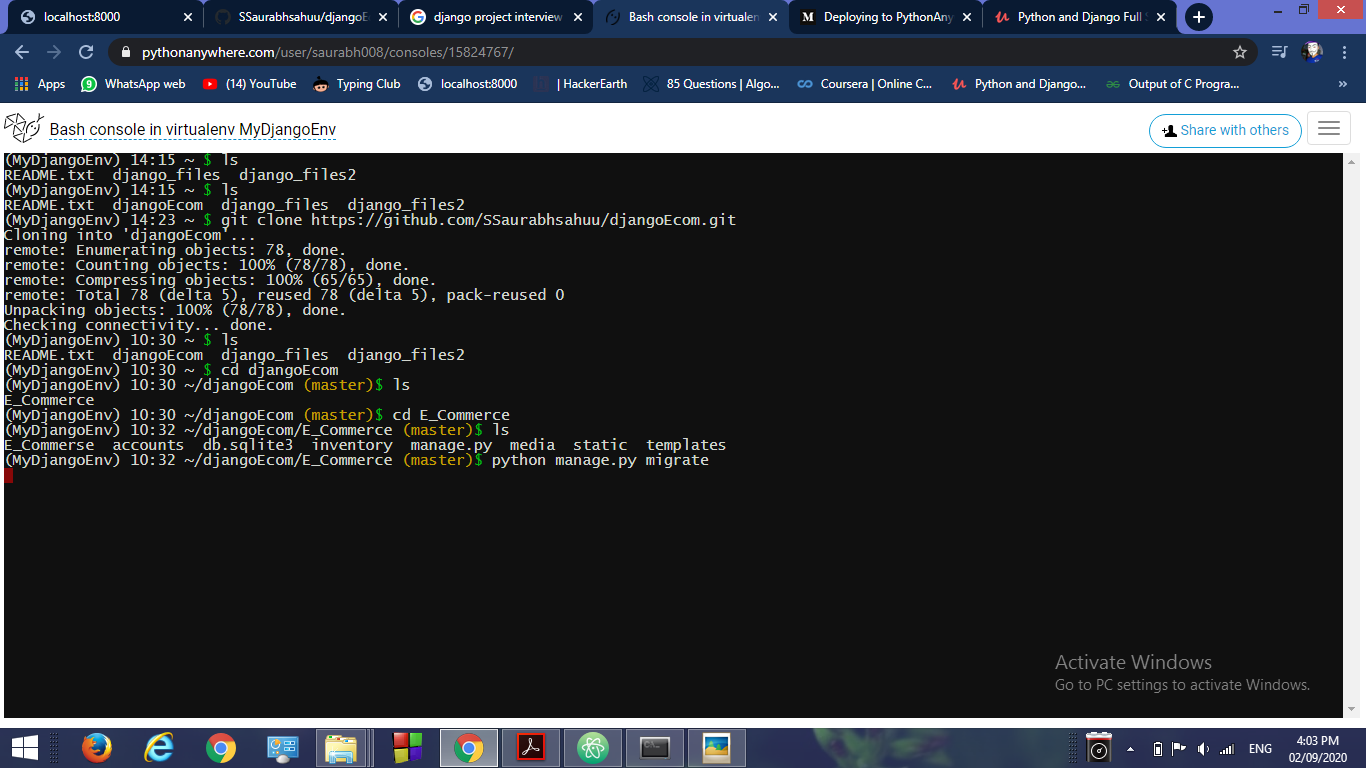 localhost:8000
SSaurabhsahuu/djangoE
django project interview
Bash console in virtualen
Deploying to PythonAny
Python and Django Full S
pythonanywhere.com/user/saurabh008/consoles/15824767/
Apps
WhatsApp web
(14) YouTube
Typing Club
localhost:8000
| HackerEarth
85 Questions | Algo...
Coursera | Online C...
Python and Django...
Output of C Progra...
»
Bash console in virtualenv MyDjangoEnv
Share with others
(MyDjangoEnv) 14:15 ~ $ ls
README.txt  django_files  django_files2
(MyDjangoEnv) 14:15 ~ $ ls
README.txt  djangoEcom  django_files  django_files2
(MyDjangoEnv) 14:23 ~ $ git clone https://github.com/SSaurabhsahuu/djangoEcom.git
Cloning into 'djangoEcom'...
remote: Enumerating objects: 78, done.
remote: Counting objects: 100% (78/78), done.
remote: Compressing objects: 100% (65/65), done.
remote: Total 78 (delta 5), reused 78 (delta 5), pack-reused 0
Unpacking objects: 100% (78/78), done.
Checking connectivity... done.
(MyDjangoEnv) 10:30 ~ $ ls
README.txt  djangoEcom  django_files  django_files2
(MyDjangoEnv) 10:30 ~ $ cd djangoEcom
(MyDjangoEnv) 10:30 ~/djangoEcom (master)$ ls
E_Commerce
(MyDjangoEnv) 10:30 ~/djangoEcom (master)$ cd E_Commerce
(MyDjangoEnv) 10:32 ~/djangoEcom/E_Commerce (master)$ ls
E_Commerse  accounts  db.sqlite3  inventory  manage.py  media  static  templates
(MyDjangoEnv) 10:32 ~/djangoEcom/E_Commerce (master)$ python manage.py migrate
Activate Windows
Go to PC settings to activate Windows.
ENG
4:03 PM
02/09/2020